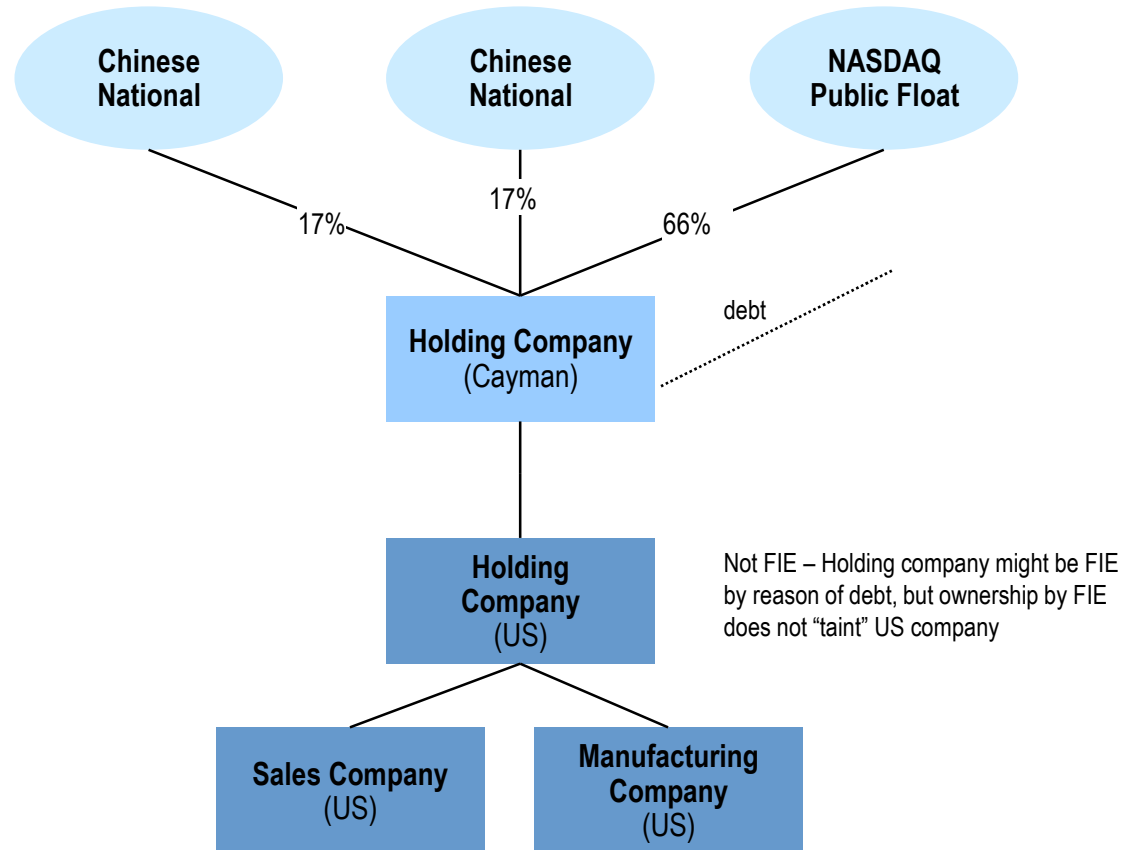 Chinese
National
Chinese
National
NASDAQ
Public Float
17%
17%
66%
debt
Holding Company
(Cayman)
Holding
Company
(US)
Not FIE – Holding company might be FIE
by reason of debt, but ownership by FIE
does not “taint” US company
Sales Company
(US)
Manufacturing
Company
(US)